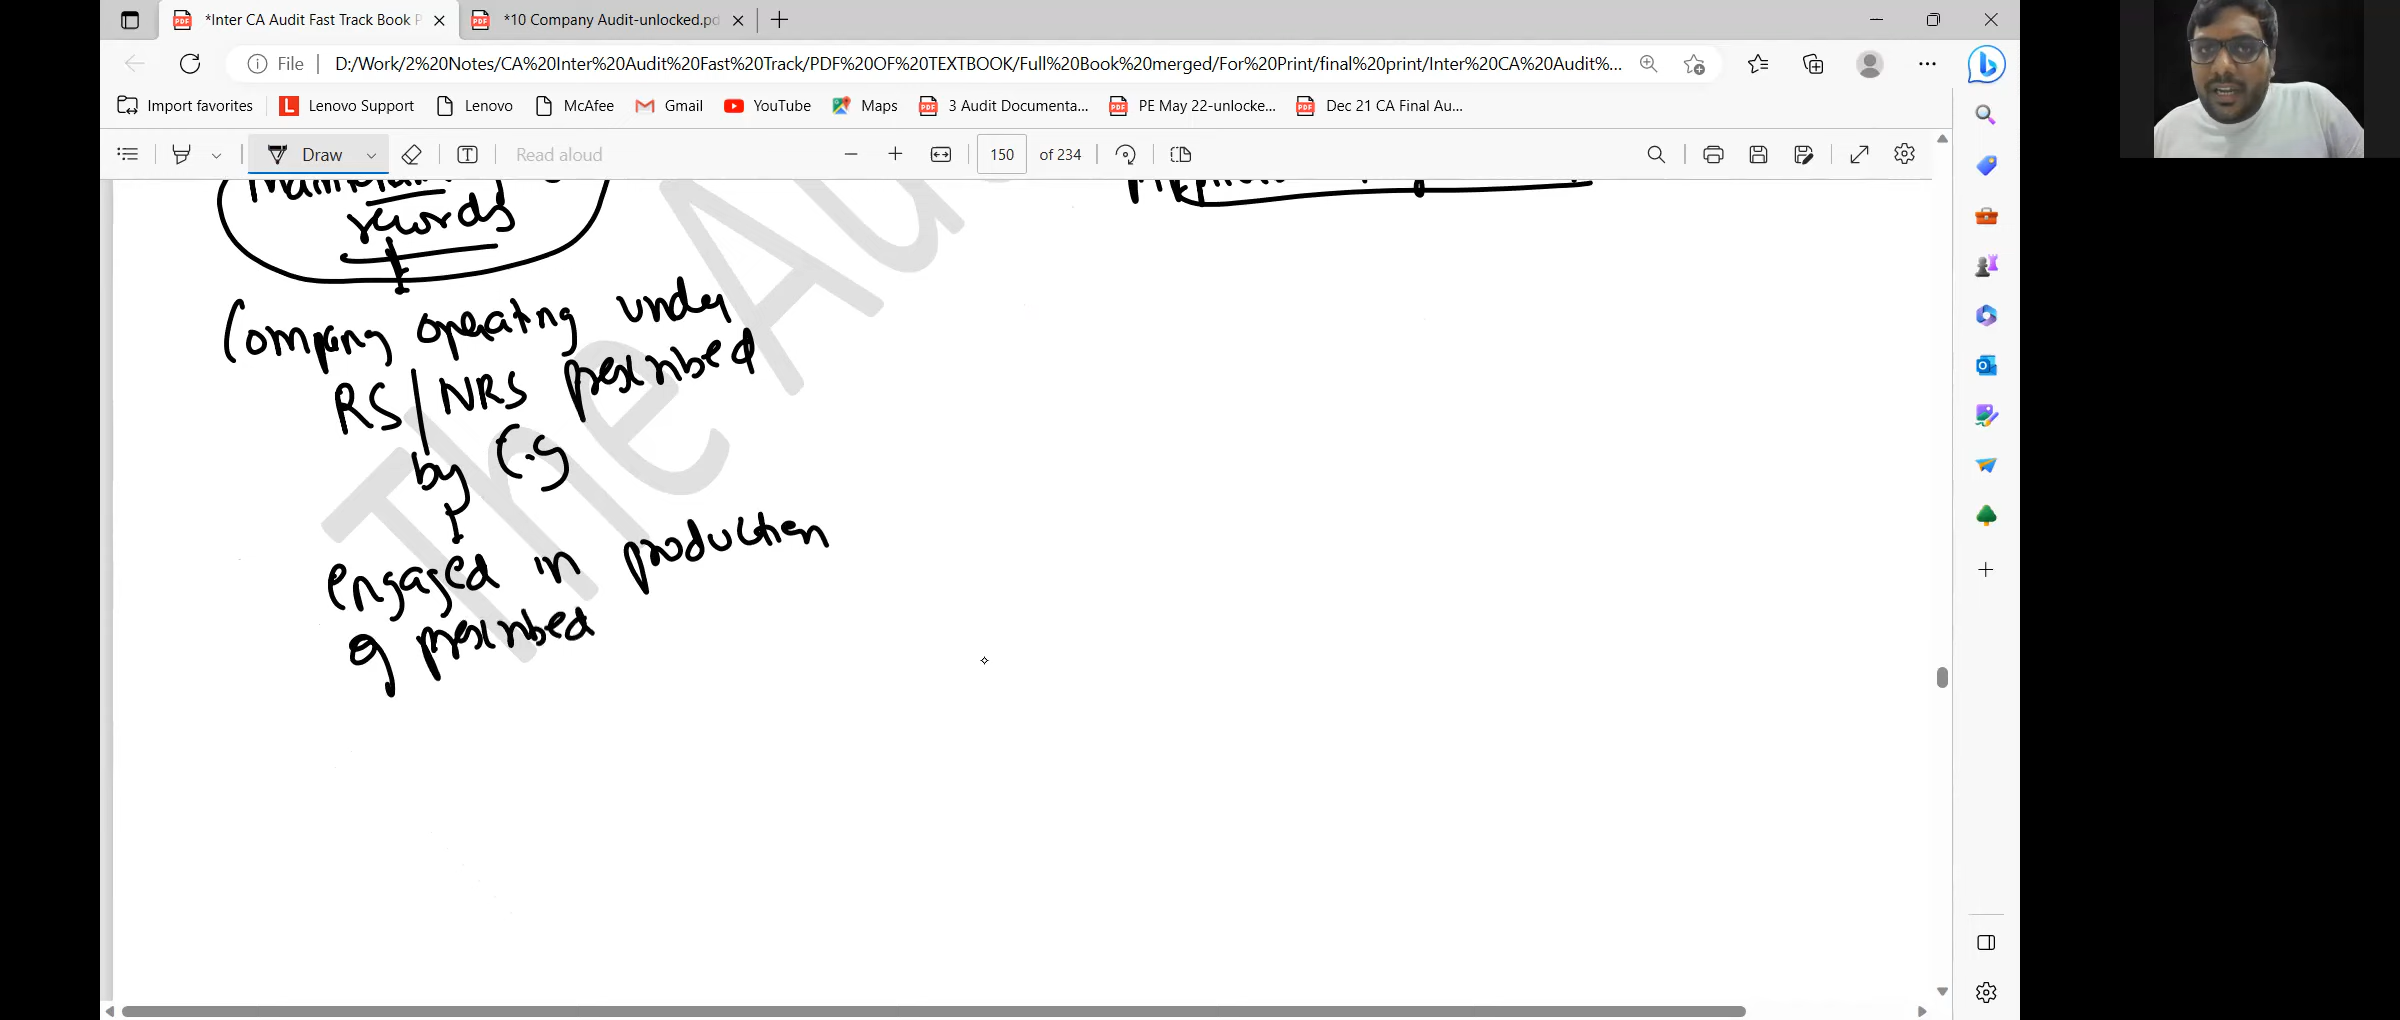 *Inter CA Audit Fast Track Book P
*10 Company Audit-unlocked.pd
File
D:/Work/2%20Notes/CA%20Inter%20Audit%20Fast%20Track/PDF%20OF%20TEXTBOOK/Full%20Book%20merged/For%20Print/final%20print/Inter%20CA%20Audit%...
Import favorites
Lenovo Support
Lenovo
McAfee
Gmail
YouTube
Maps
3 Audit Documenta...
PE May 22-unlocke...
Dec 21 CA Final Au...
Draw
Read aloud
150 of 234
records
Company operating under
RS/NRS prescribed
by C.G
engaged in production
of prescribed
The Au